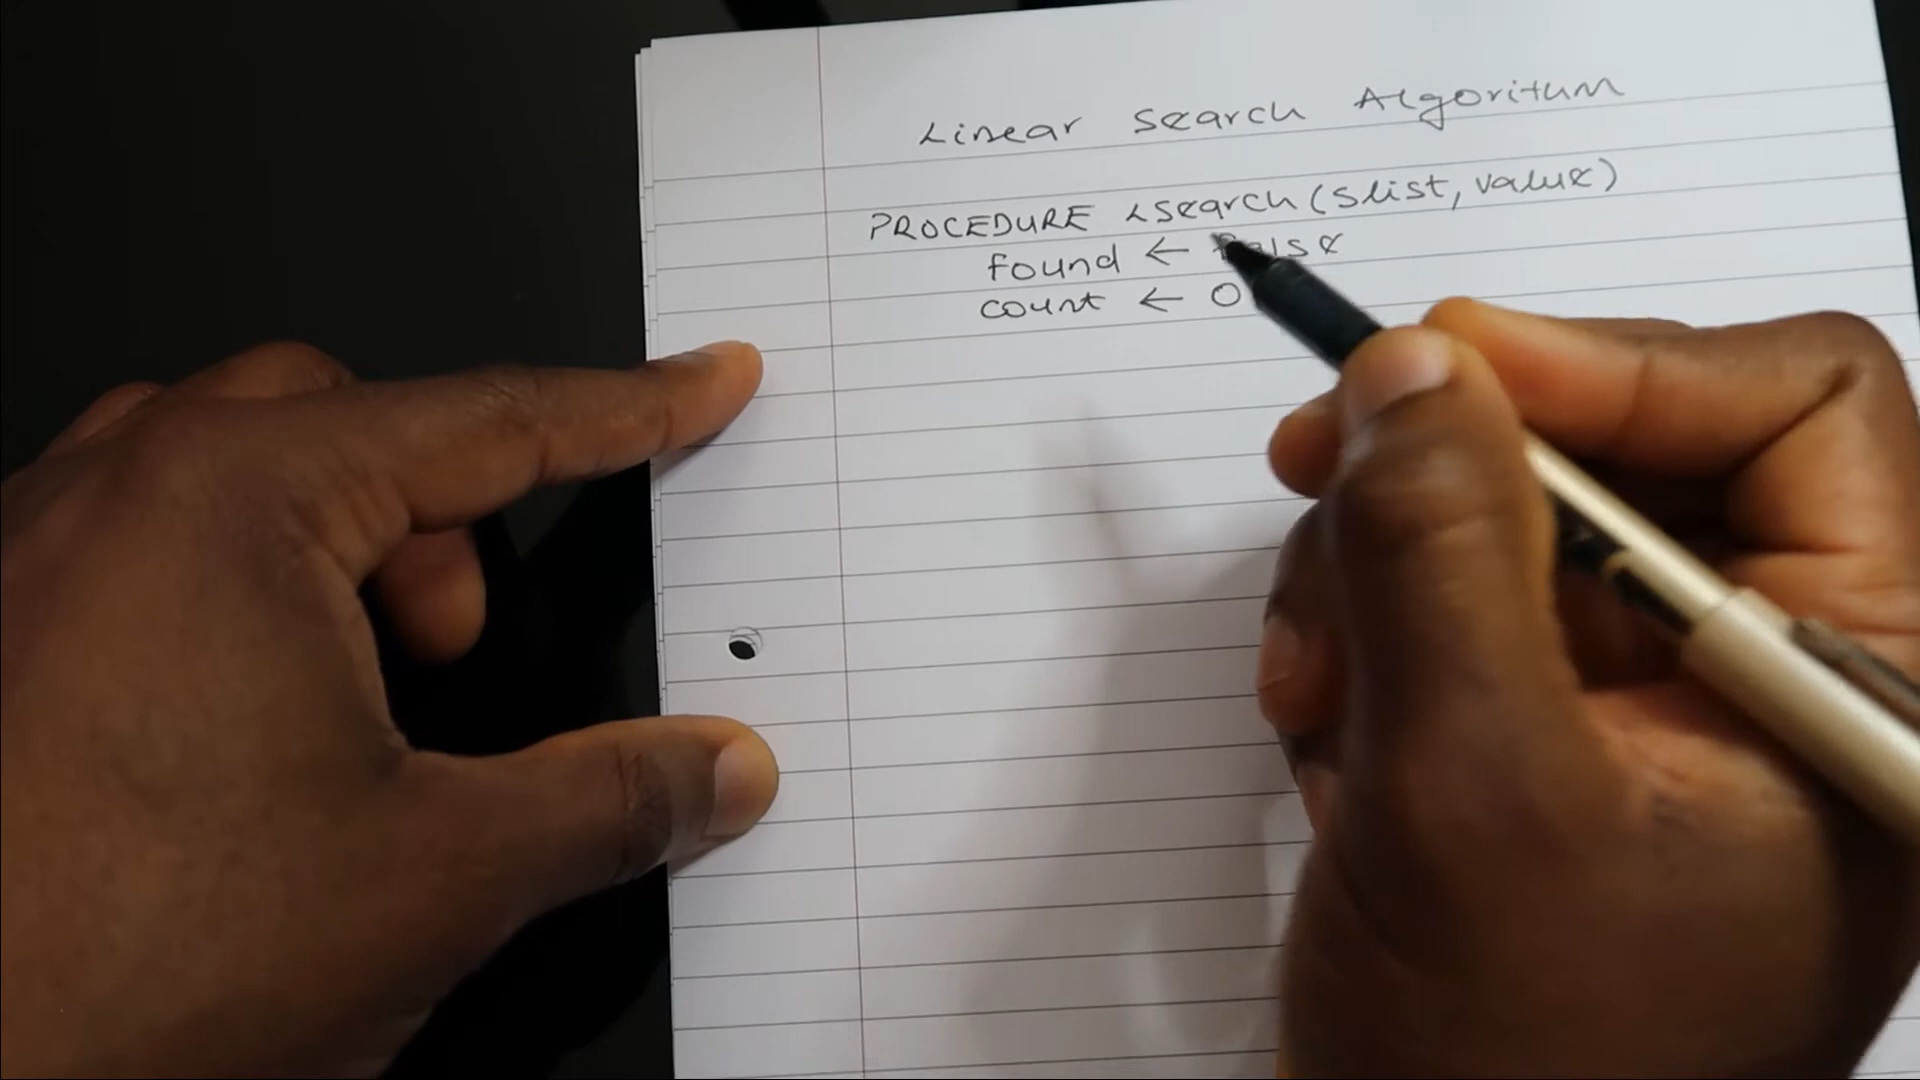 Linear Search Algorithm
PROCEDURE Lsearch(slist, value)
found ← False
count ← 0